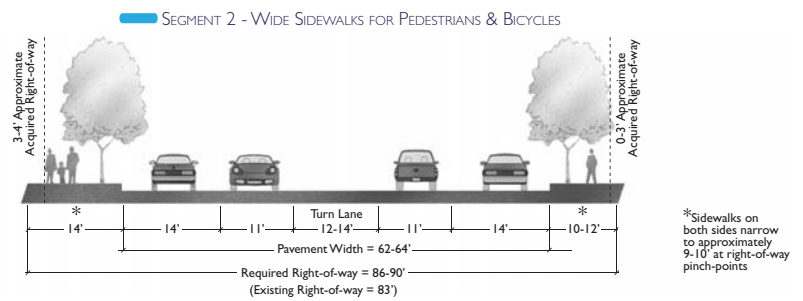 SEGMENT 2 - WIDE SIDEWALKS FOR PEDESTRIANS & BICYCLES
3-4' Approximate
Acquired Right-of-way
0-3' Approximate
Acquired Right-of-way
* Turn Lane *
14' 14' 11' 12-14' 11' 14' 10-12'
Pavement Width = 62-64'
Required Right-of-way = 86-90'
(Existing Right-of-way = 83')
*Sidewalks on
both sides narrow
to approximately
9-10' at right-of-way
pinch-points